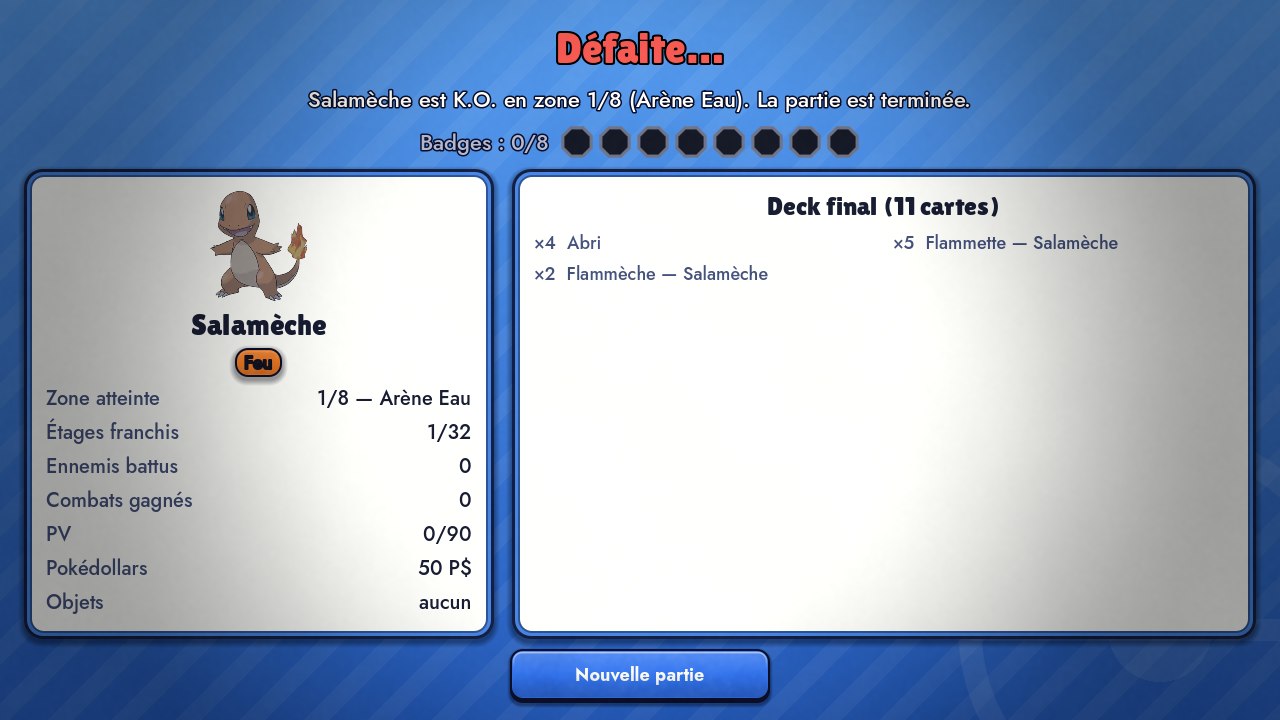 Défaite...
Salamèche est K.O. en zone 1/8 (Arène Eau). La partie est terminée.
Badges : 0/8
Salamèche
Feu
Zone atteinte 1/8 — Arène Eau
Étages franchis 1/32
Ennemis battus 0
Combats gagnés 0
PV 0/90
Pokédollars 50 P$
Objets aucun
Deck final (11 cartes)
×4 Abri ×5 Flammette — Salamèche
×2 Flammèche — Salamèche
Nouvelle partie